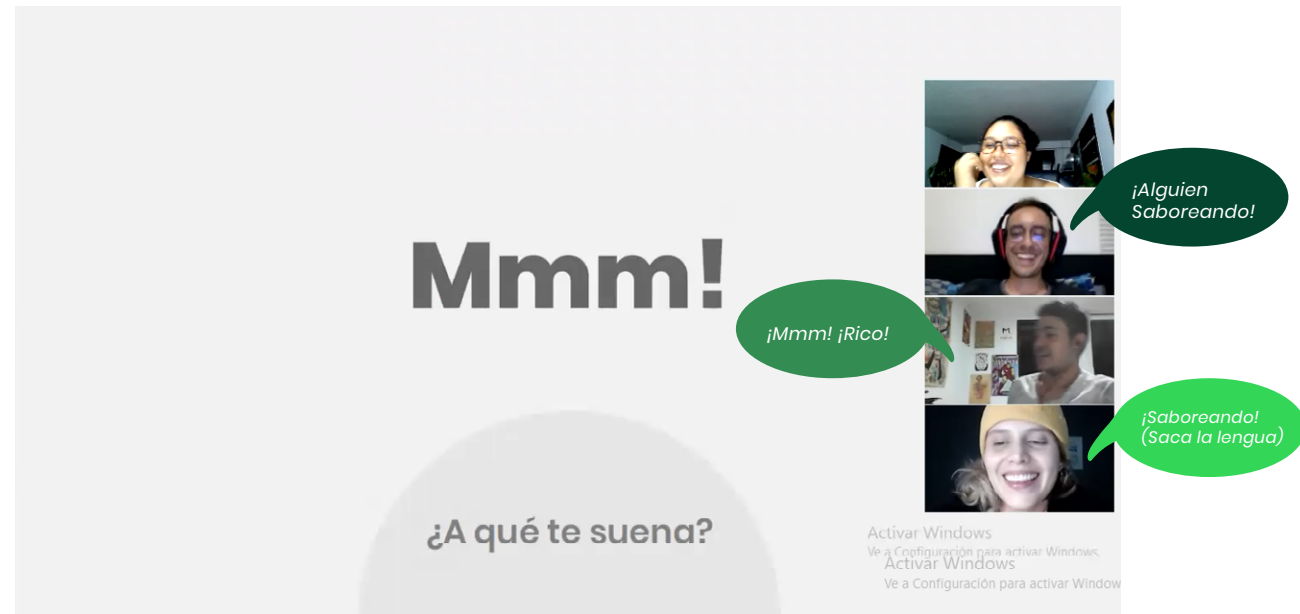 ¡Alguien
Saboreando!
Mmm!
¡Mmm! ¡Rico!
¡Saboreando!
(Saca la lengua)
¿A qué te suena?
Activar Windows
Ve a Configuración para activar Windows.
Activar Windows
Ve a Configuración para activar Window